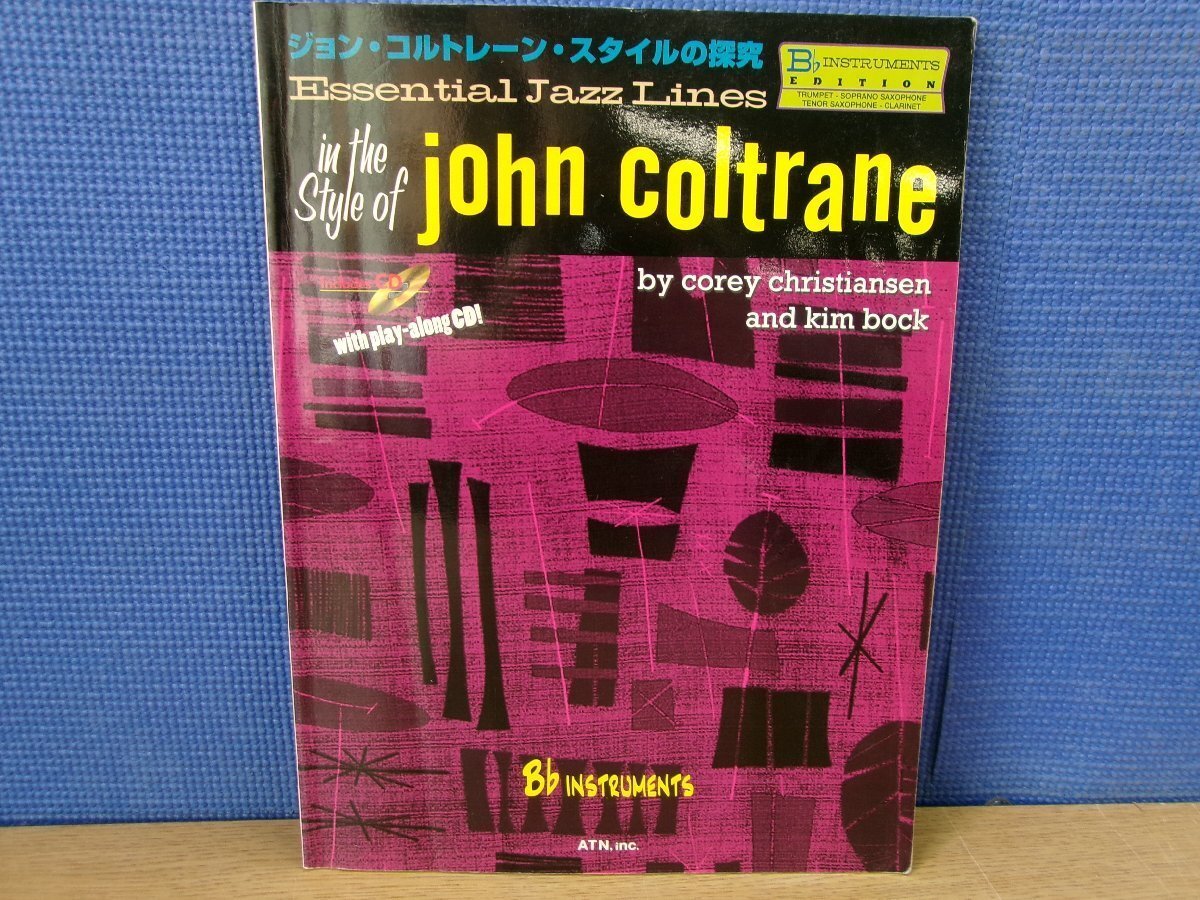 ジョン・コルトレーン・スタイルの探究
B♭ INSTRUMENTS
EDITION
TRUMPET - SOPRANO SAXOPHONE
TENOR SAXOPHONE - CLARINET
Essential Jazz Lines
in the
Style of
john coltrane
by corey christiansen
and kim bock
CD
with play-along CD!
B♭ INSTRUMENTS
ATN, inc.